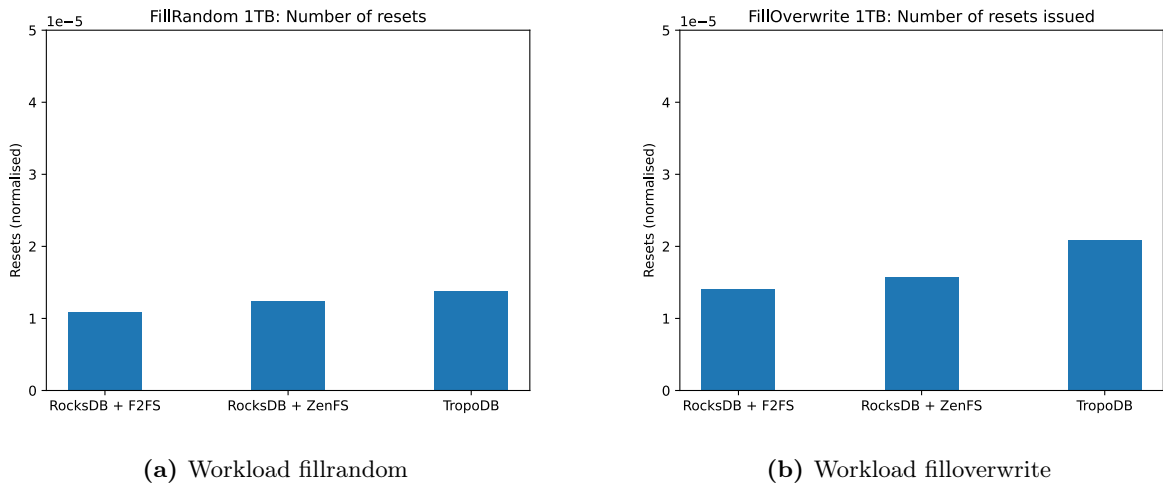 FillRandom 1TB: Number of resets
1e-5
5
4
3
2
1
0
Resets (normalised)
RocksDB + F2FS RocksDB + ZenFS TropoDB
(a) Workload fillrandom
FillOverwrite 1TB: Number of resets issued
1e-5
5
4
3
2
1
0
Resets (normalised)
RocksDB + F2FS RocksDB + ZenFS TropoDB
(b) Workload filloverwrite